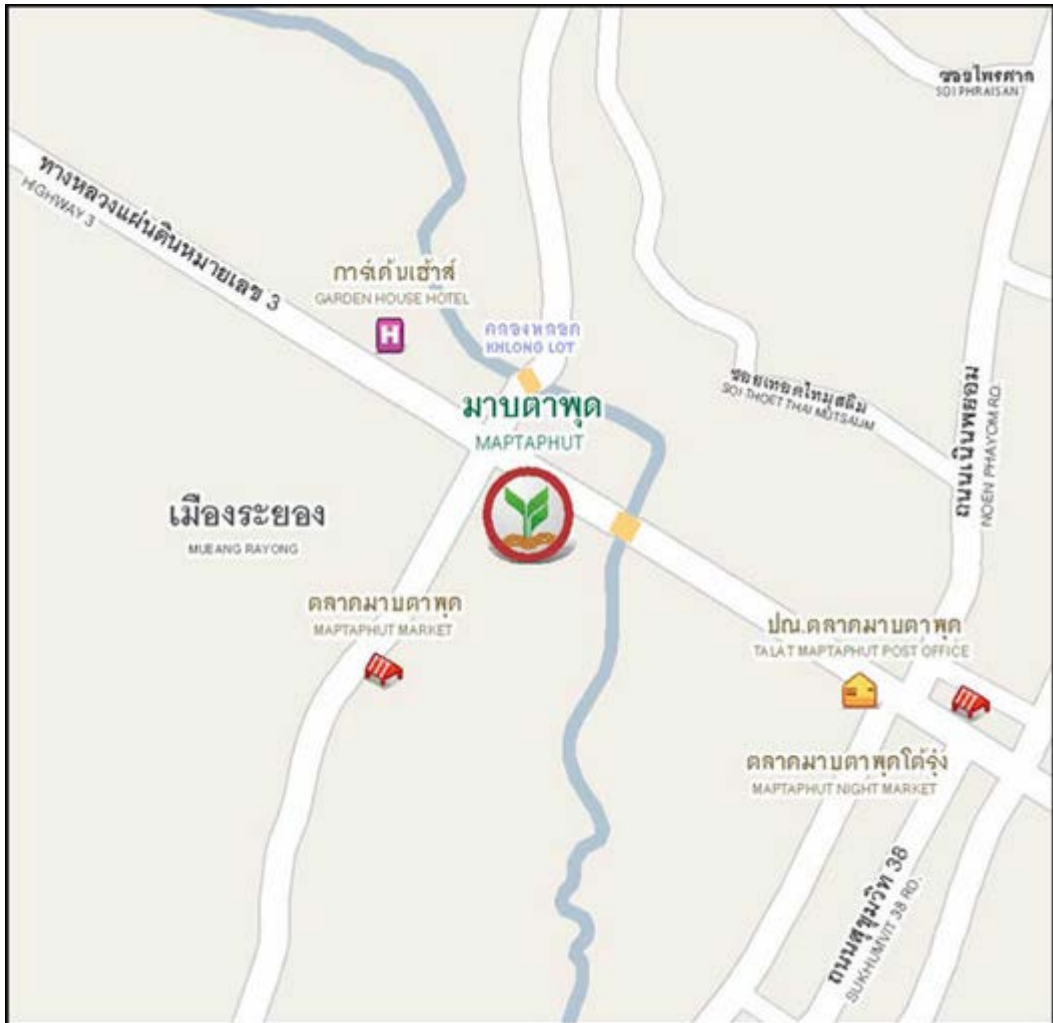 ซอยไพรศาล
SOI PHRAISAN
ทางหลวงแผ่นดินหมายเลข 3
HIGHWAY 3
การ์เด้นเฮ้าส์
GARDEN HOUSE HOTEL
H
คลองหลอด
KHLONG LOT
มาบตาพุด
MAPTAPHUT
ซอยเทอดไทมุสลิม
SOI THOET THAI MUTSALIM
ถนนเนินพยอม
NOEN PHAYOM RD.
เมืองระยอง
MUEANG RAYONG
ตลาดมาบตาพุด
MAPTAPHUT MARKET
ปณ.ตลาดมาบตาพุด
TALAT MAPTAPHUT POST OFFICE
ตลาดมาบตาพุดโต้รุ่ง
MAPTAPHUT NIGHT MARKET
ถนนสุขุมวิท 38
SUKHUMVIT 38 RD.